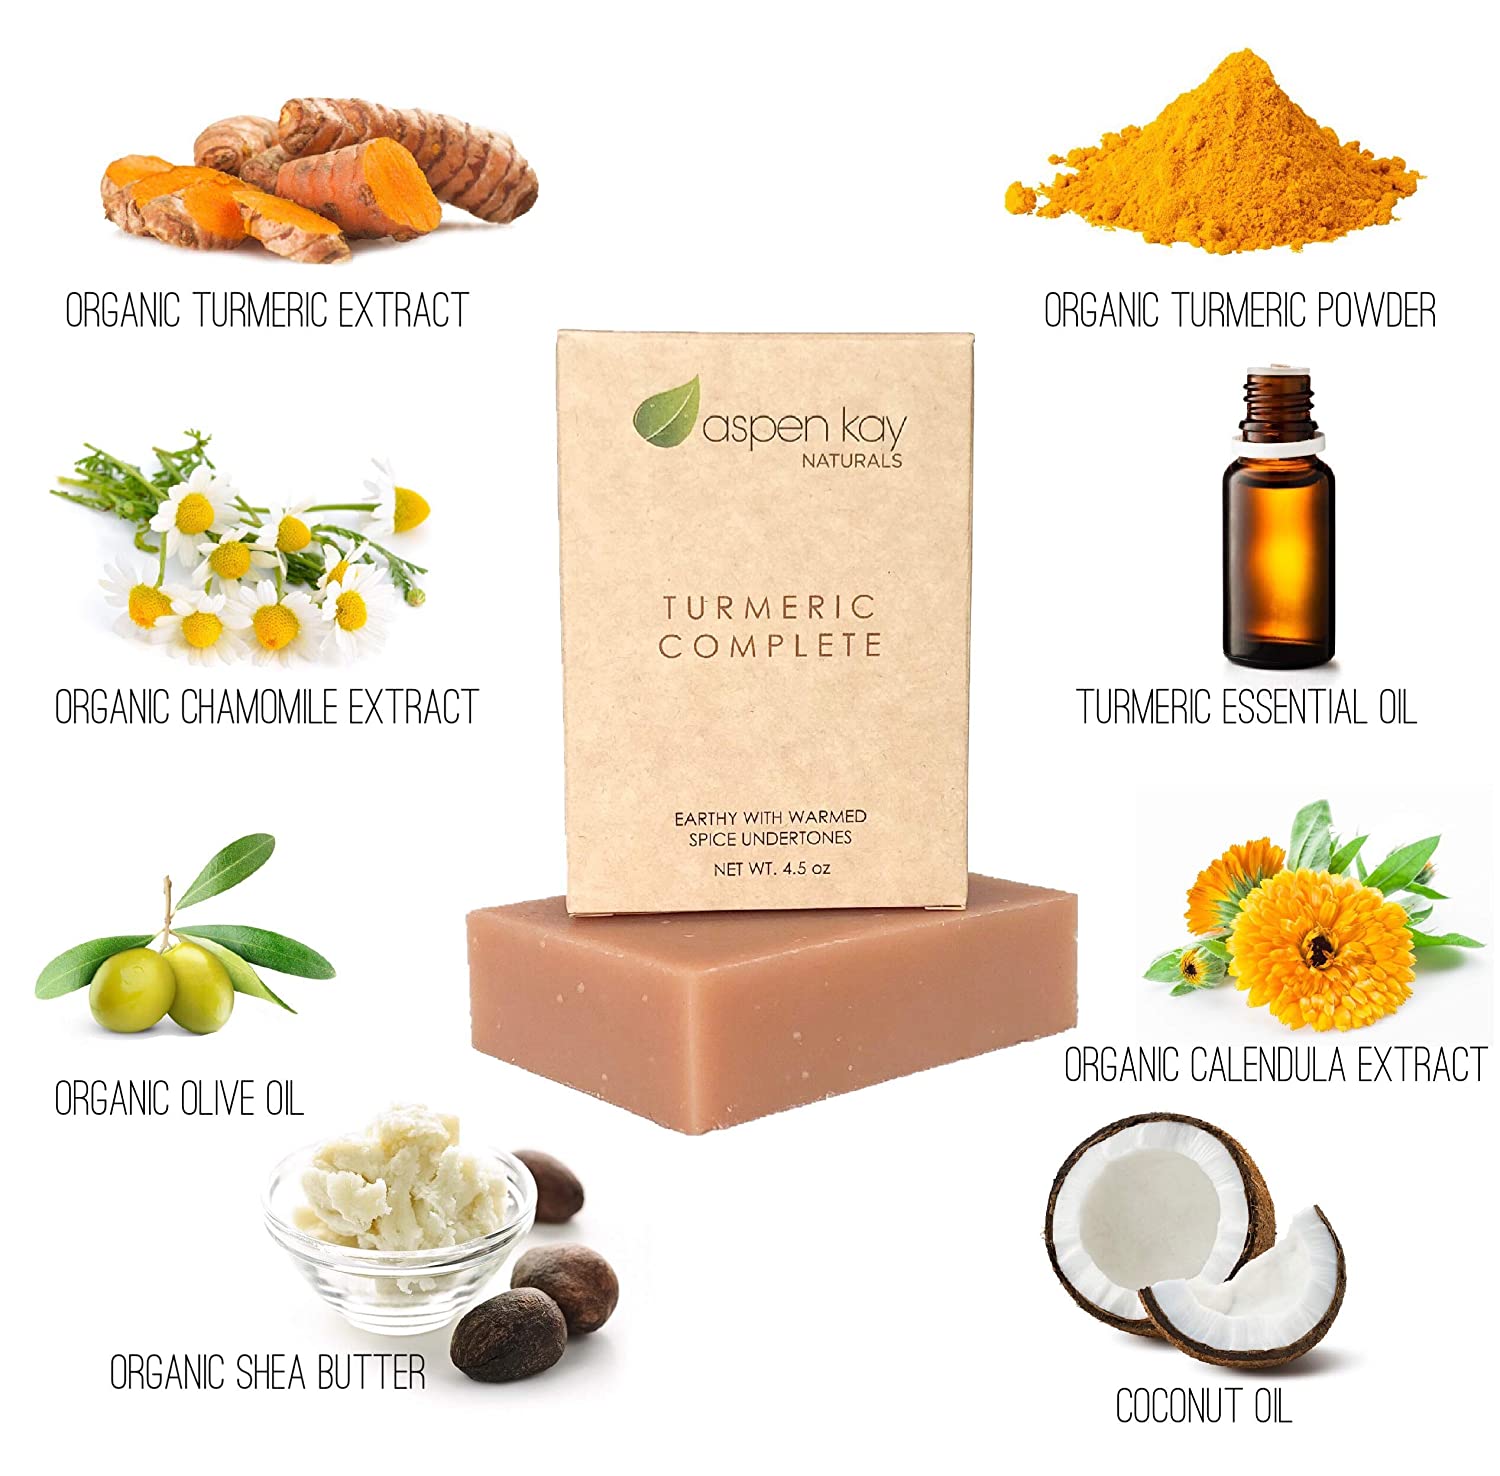 ORGANIC TURMERIC EXTRACT
ORGANIC TURMERIC POWDER
aspen kay
NATURALS
TURMERIC
COMPLETE
EARTHY WITH WARMED
SPICE UNDERTONES
NET WT. 4.5 oz
ORGANIC CHAMOMILE EXTRACT
TURMERIC ESSENTIAL OIL
ORGANIC OLIVE OIL
ORGANIC CALENDULA EXTRACT
ORGANIC SHEA BUTTER
COCONUT OIL